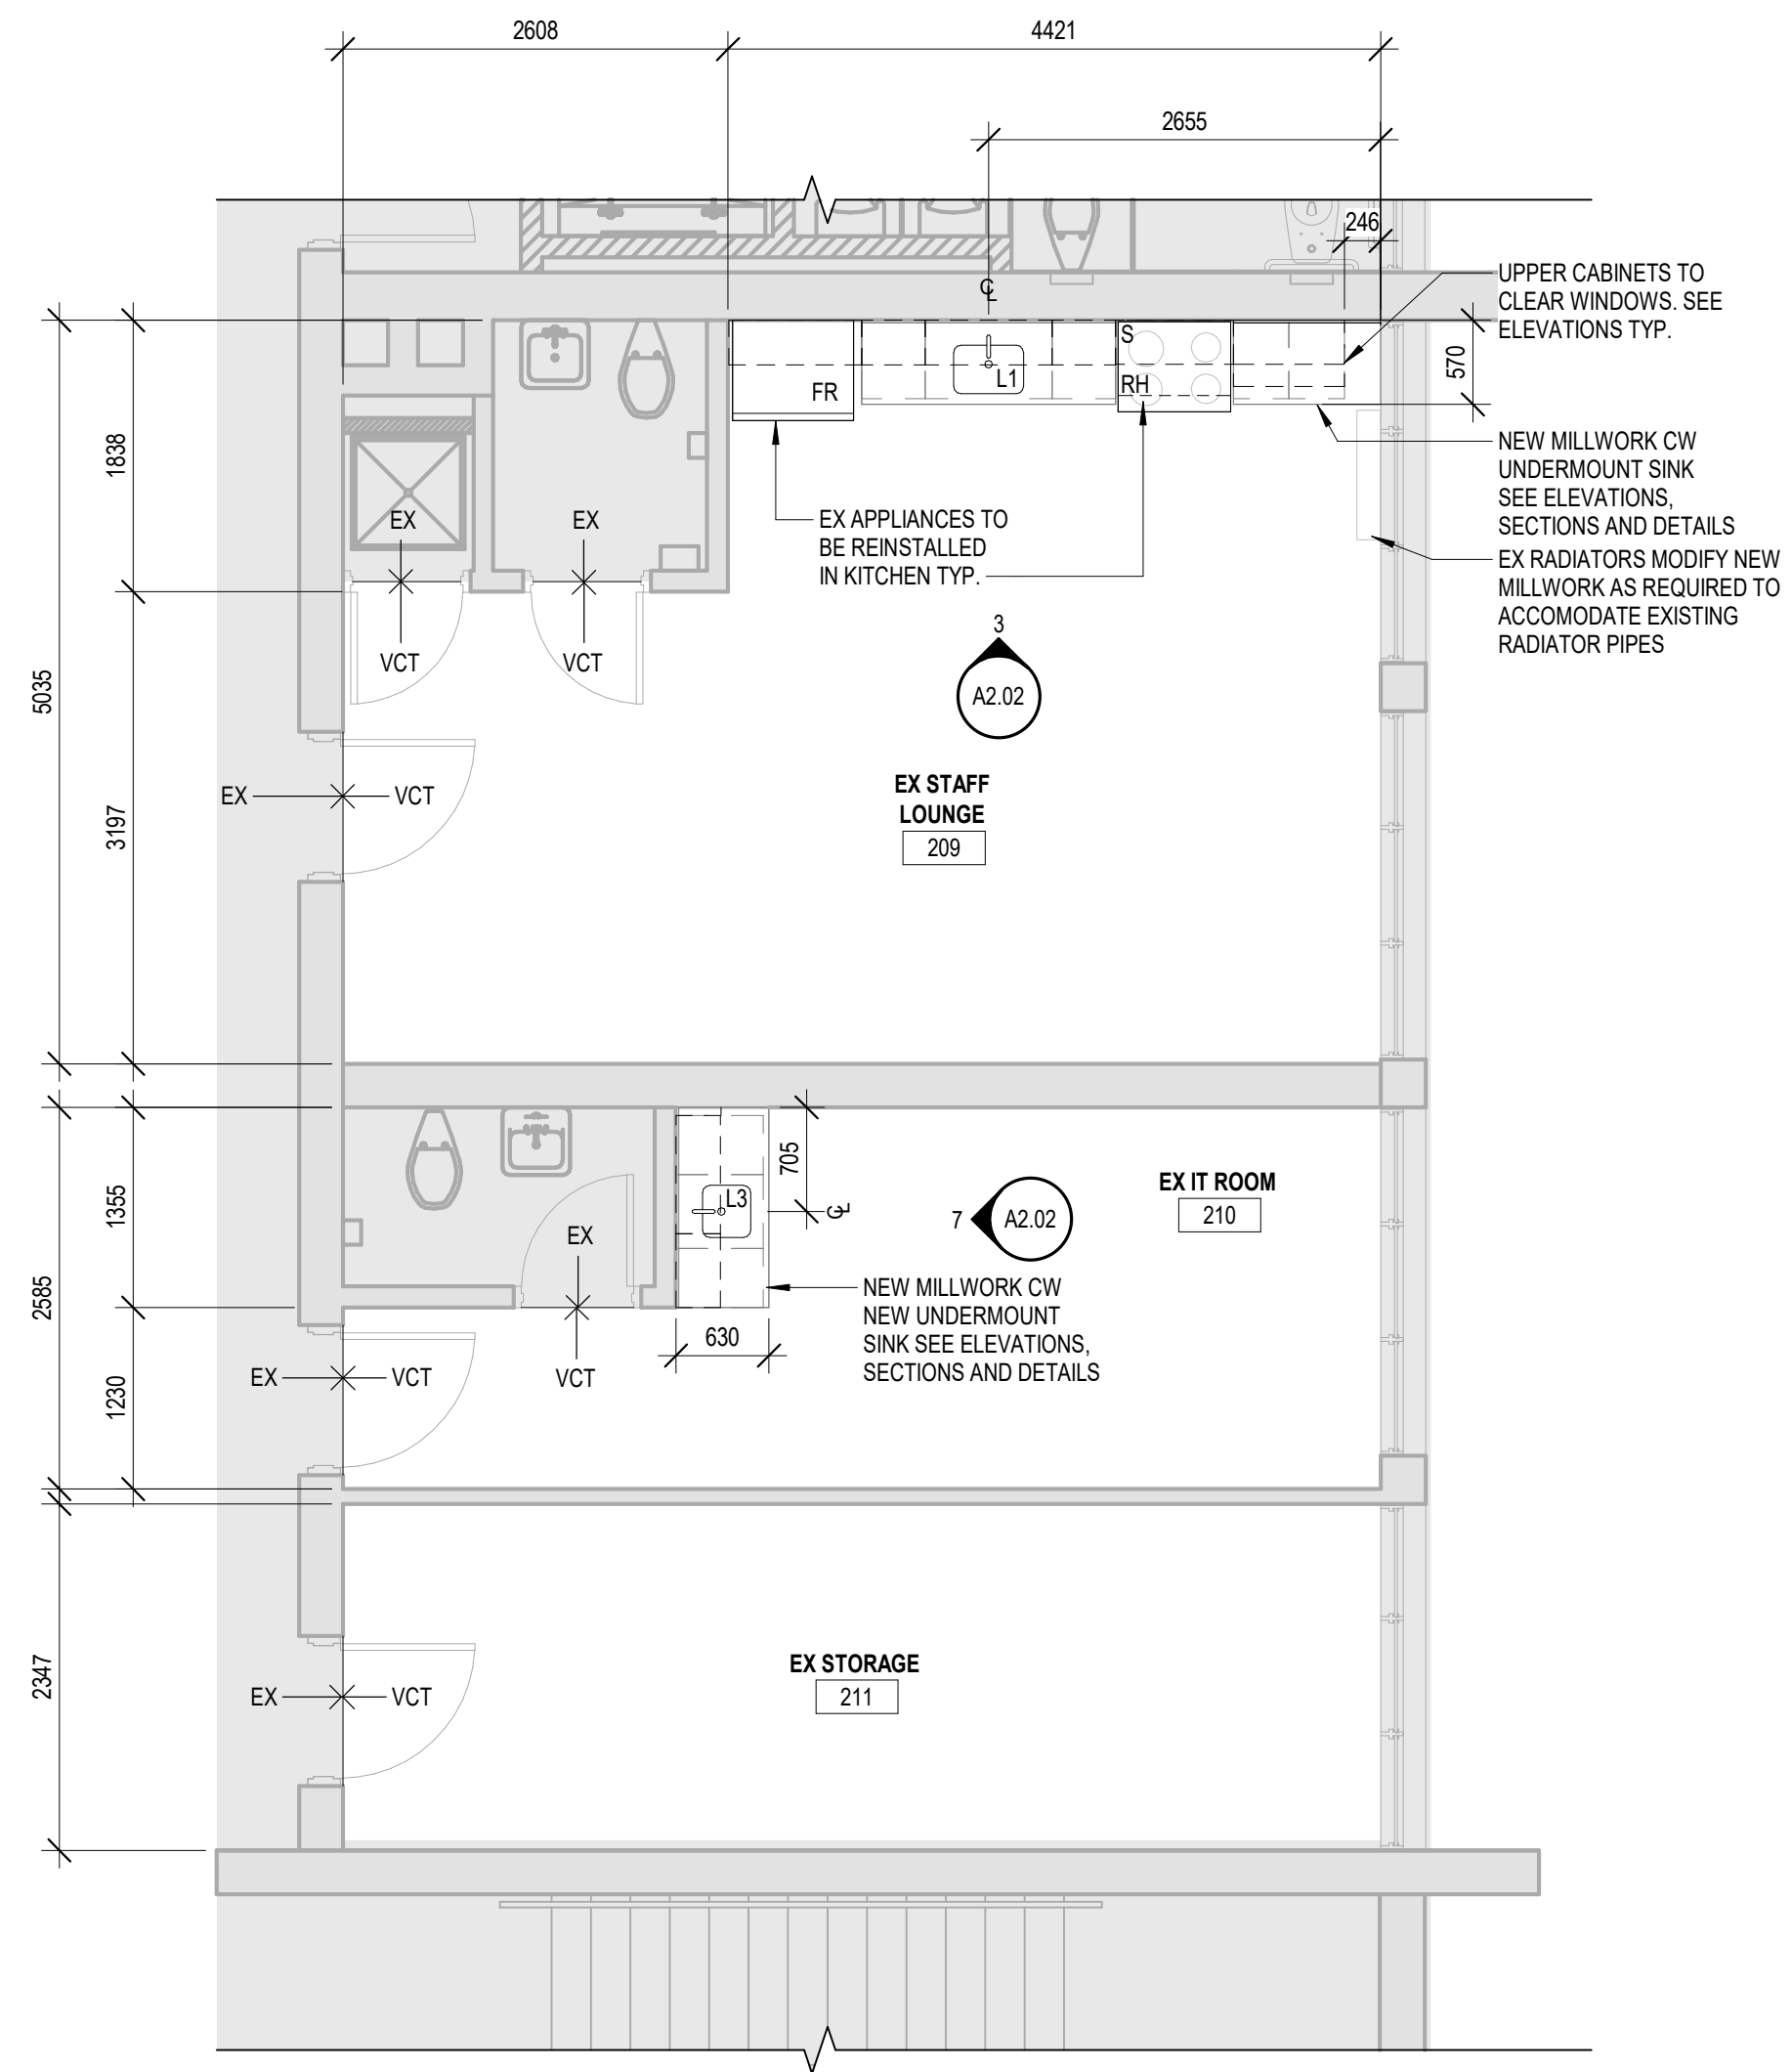 2608
4421
2655
246
UPPER CABINETS TO
CLEAR WINDOWS. SEE
ELEVATIONS TYP.
570
S
RH
FR
L1
NEW MILLWORK CW
UNDERMOUNT SINK
SEE ELEVATIONS,
SECTIONS AND DETAILS
EX RADIATORS MODIFY NEW
MILLWORK AS REQUIRED TO
ACCOMODATE EXISTING
RADIATOR PIPES
1838
EX
EX
EX APPLIANCES TO
BE REINSTALLED
IN KITCHEN TYP.
VCT
VCT
3
A2.02
5035
3197
EX
VCT
EX STAFF
LOUNGE
209
705
L3
EX IT ROOM
210
7
A2.02
1355
2585
EX
VCT
630
NEW MILLWORK CW
NEW UNDERMOUNT
SINK SEE ELEVATIONS,
SECTIONS AND DETAILS
EX
VCT
1230
2347
EX STORAGE
211
EX
VCT